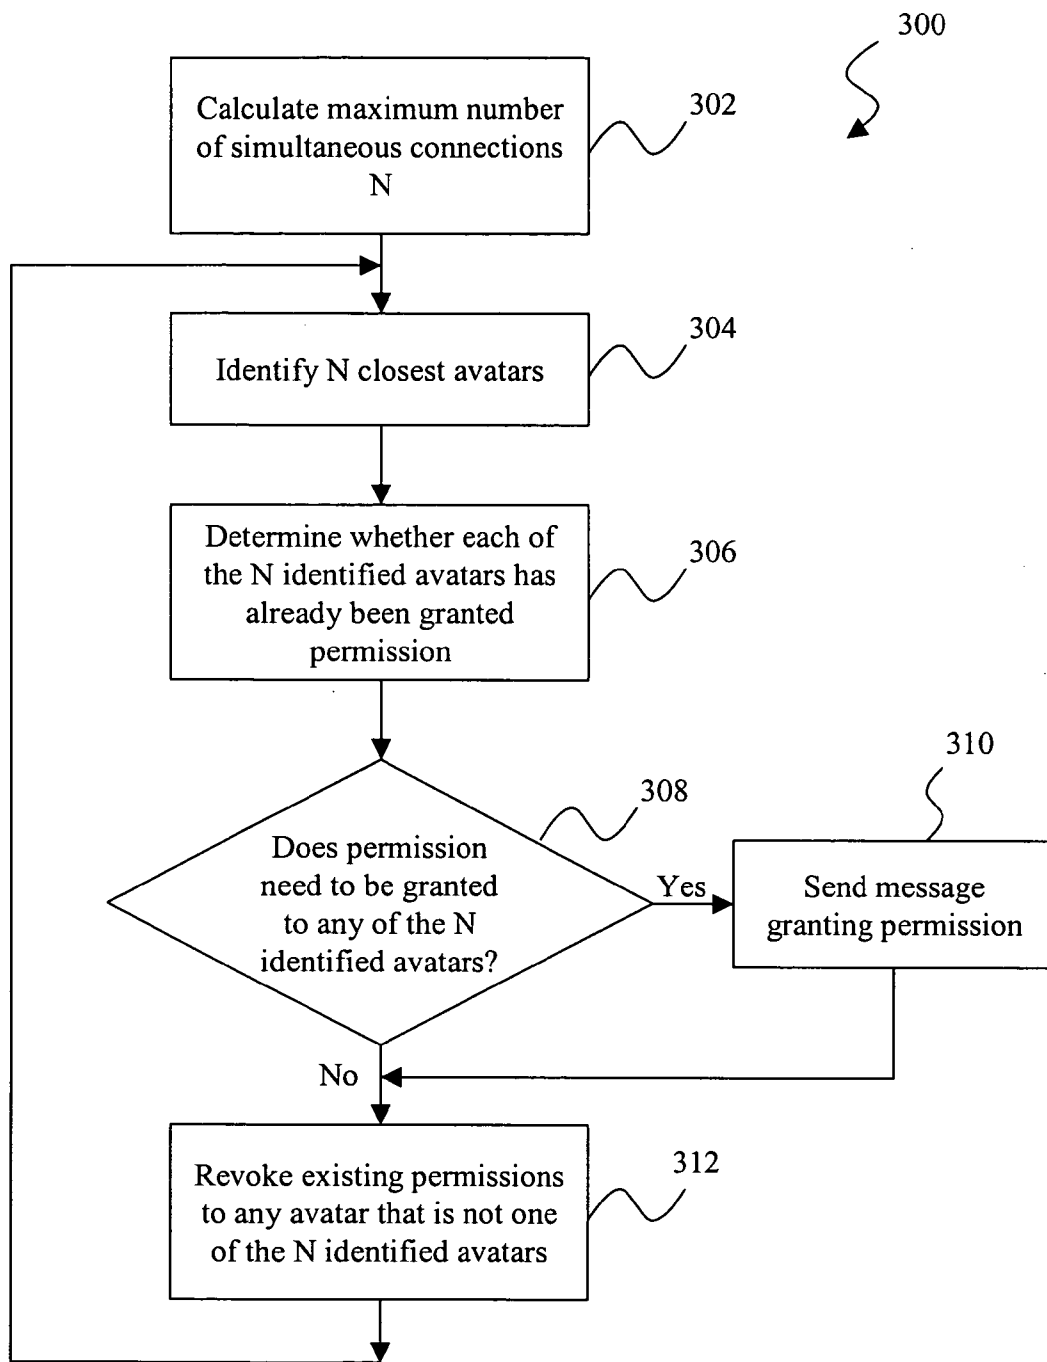 300
Calculate maximum number
of simultaneous connections
N
302
Identify N closest avatars
304
Determine whether each of
the N identified avatars has
already been granted
permission
306
Does permission
need to be granted
to any of the N
identified avatars?
308
Yes
Send message
granting permission
310
No
Revoke existing permissions
to any avatar that is not one
of the N identified avatars
312